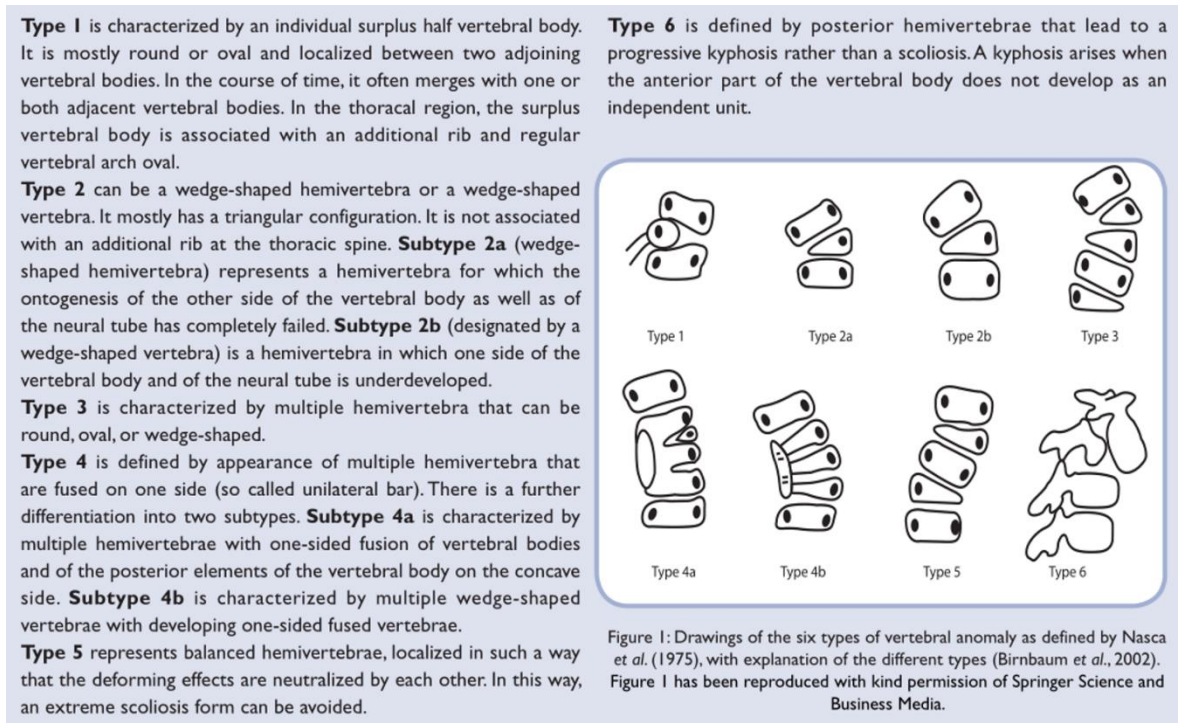 Type 1 is characterized by an individual surplus half vertebral body.
It is mostly round or oval and localized between two adjoining
vertebral bodies. In the course of time, it often merges with one or
both adjacent vertebral bodies. In the thoracal region, the surplus
vertebral body is associated with an additional rib and regular
vertebral arch oval.
Type 2 can be a wedge-shaped hemivertebra or a wedge-shaped
vertebra. It mostly has a triangular configuration. It is not associated
with an additional rib at the thoracic spine. Subtype 2a (wedge-
shaped hemivertebra) represents a hemivertebra for which the
ontogenesis of the other side of the vertebral body as well as of
the neural tube has completely failed. Subtype 2b (designated by a
wedge-shaped vertebra) is a hemivertebra in which one side of the
vertebral body and of the neural tube is underdeveloped.
Type 3 is characterized by multiple hemivertebra that can be
round, oval, or wedge-shaped.
Type 4 is defined by appearance of multiple hemivertebra that
are fused on one side (so called unilateral bar). There is a further
differentiation into two subtypes. Subtype 4a is characterized by
multiple hemivertebrae with one-sided fusion of vertebral bodies
and of the posterior elements of the vertebral body on the concave
side. Subtype 4b is characterized by multiple wedge-shaped
vertebrae with developing one-sided fused vertebrae.
Type 5 represents balanced hemivertebrae, localized in such a way
that the deforming effects are neutralized by each other. In this way,
an extreme scoliosis form can be avoided.
Type 6 is defined by posterior hemivertebrae that lead to a
progressive kyphosis rather than a scoliosis. A kyphosis arises when
the anterior part of the vertebral body does not develop as an
independent unit.
Type 1 Type 2a Type 2b Type 3
Type 4a Type 4b Type 5 Type 6
Figure 1: Drawings of the six types of vertebral anomaly as defined by Nasca
et al. (1975), with explanation of the different types (Birnbaum et al., 2002).
Figure 1 has been reproduced with kind permission of Springer Science and
Business Media.